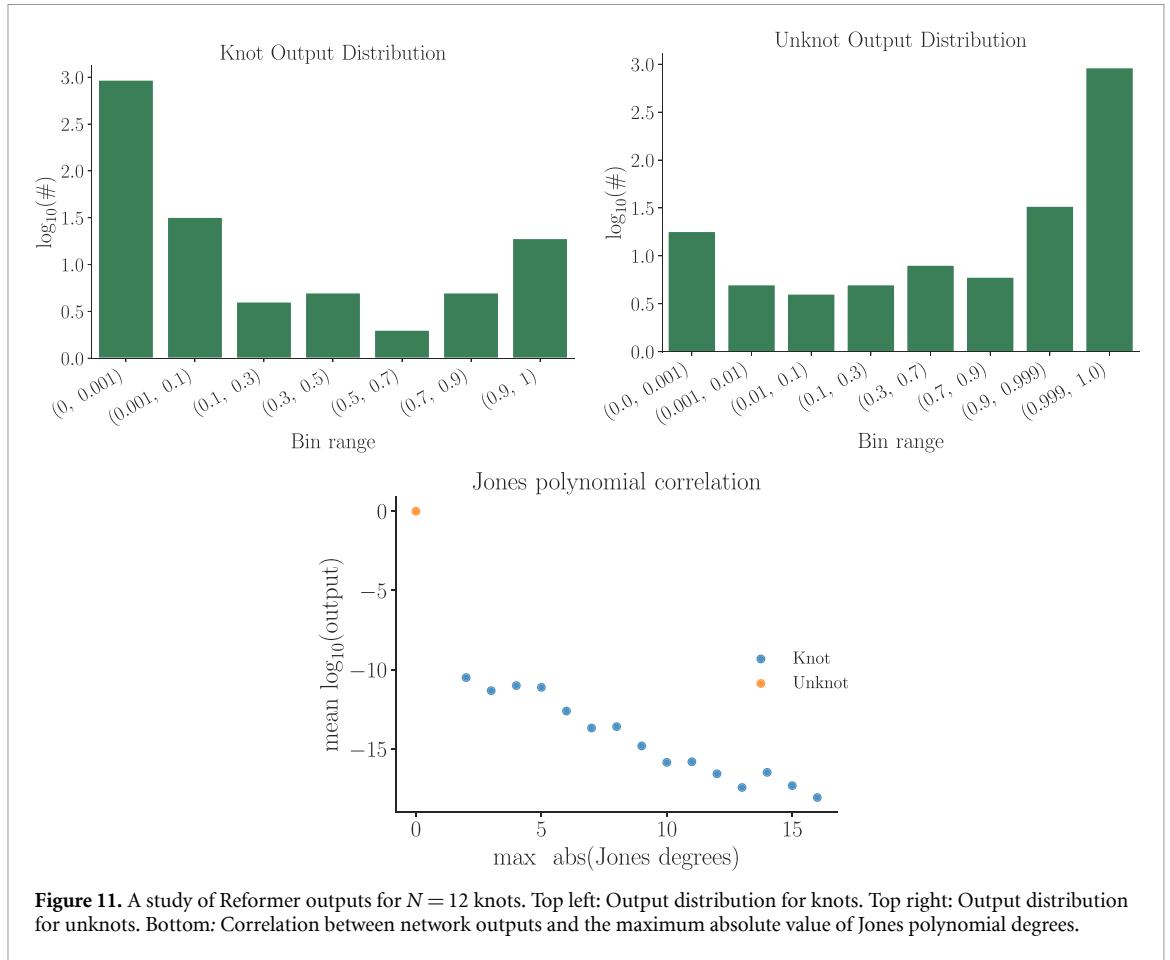 Knot Output Distribution
log10(#)
3.0
2.5
2.0
1.5
1.0
0.5
0.0
(0, 0.001)
(0.001, 0.1)
(0.1, 0.3)
(0.3, 0.5)
(0.5, 0.7)
(0.7, 0.9)
(0.9, 1)
Bin range
Unknot Output Distribution
log10(#)
3.0
2.5
2.0
1.5
1.0
0.5
0.0
(0.0, 0.001)
(0.001, 0.01)
(0.01, 0.1)
(0.1, 0.3)
(0.3, 0.7)
(0.7, 0.9)
(0.9, 0.999)
(0.999, 1.0)
Bin range
Jones polynomial correlation
mean log10(output)
0
−5
−10
−15
Knot
Unknot
0
5
10
15
max abs(Jones degrees)
Figure 11. A study of Reformer outputs for N = 12 knots. Top left: Output distribution for knots. Top right: Output distribution
for unknots. Bottom: Correlation between network outputs and the maximum absolute value of Jones polynomial degrees.